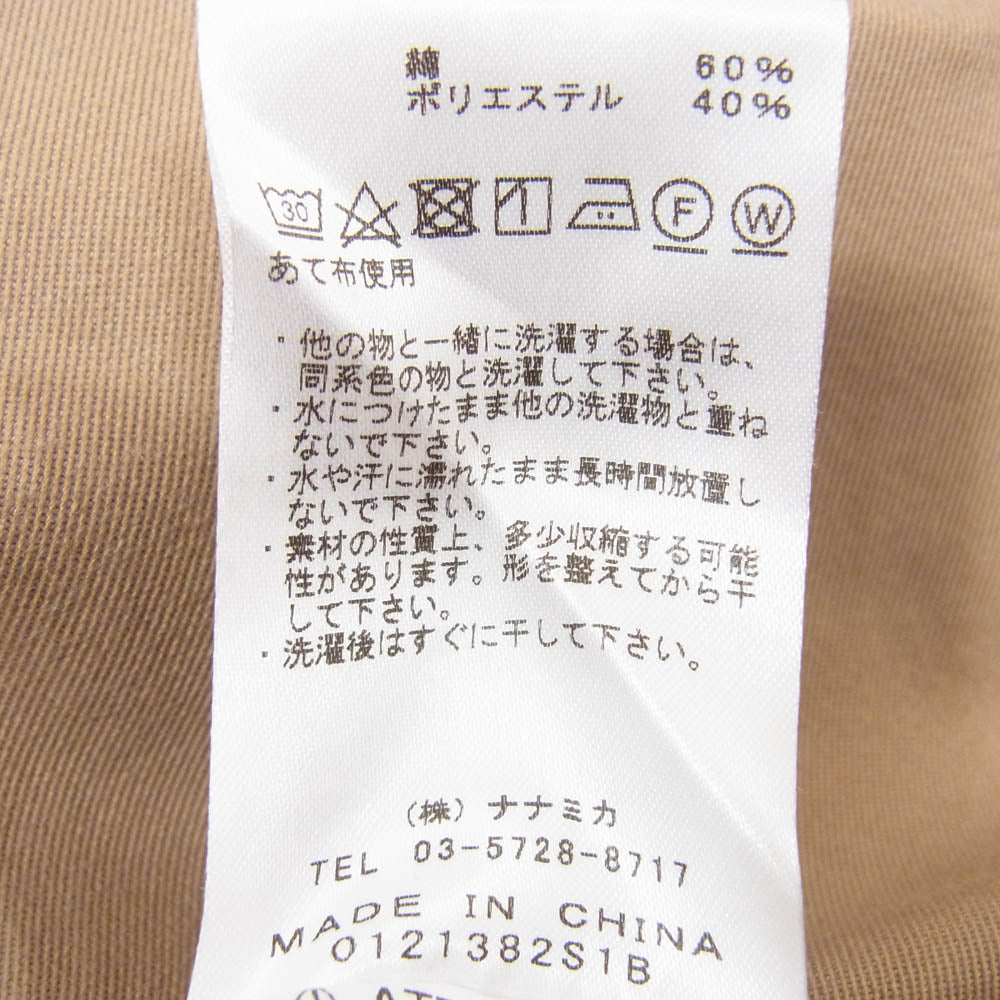 綿 60%
ポリエステル 40%
30 F W
あて布使用
・他の物と一緒に洗濯する場合は、
同系色の物と洗濯して下さい。
・水につけたまま他の洗濯物と重ね
ないで下さい。
・水や汗に濡れたまま長時間放置し
ないで下さい。
・素材の性質上、多少収縮する可能
性があります。形を整えてから干
して下さい。
・洗濯後はすぐに干して下さい。
(株)ナナミカ
TEL 03-5728-8717
MADE IN CHINA
0121382S1B